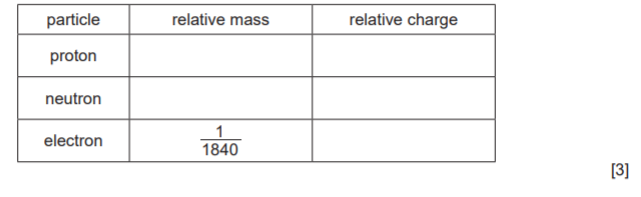 particle relative mass relative charge
proton
neutron
electron 1/1840
[3]